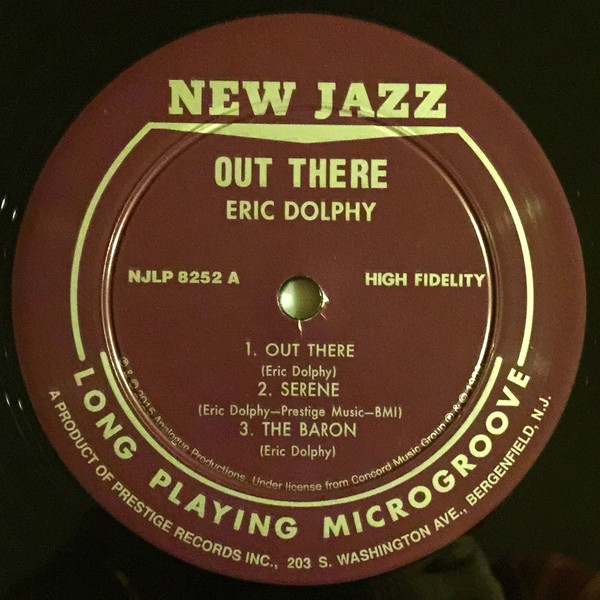 NEW JAZZ
OUT THERE
ERIC DOLPHY
NJLP 8252 A
HIGH FIDELITY
1. OUT THERE
(Eric Dolphy)
2. SERENE
(Eric Dolphy—Prestige Music—BMI)
3. THE BARON
(Eric Dolphy)
℗ & © 2015 Analogue Productions. Under license from Concord Music Group ℗ & ©
LONG PLAYING MICROGROOVE
A PRODUCT OF PRESTIGE RECORDS INC., 203 S. WASHINGTON AVE., BERGENFIELD, N.J.